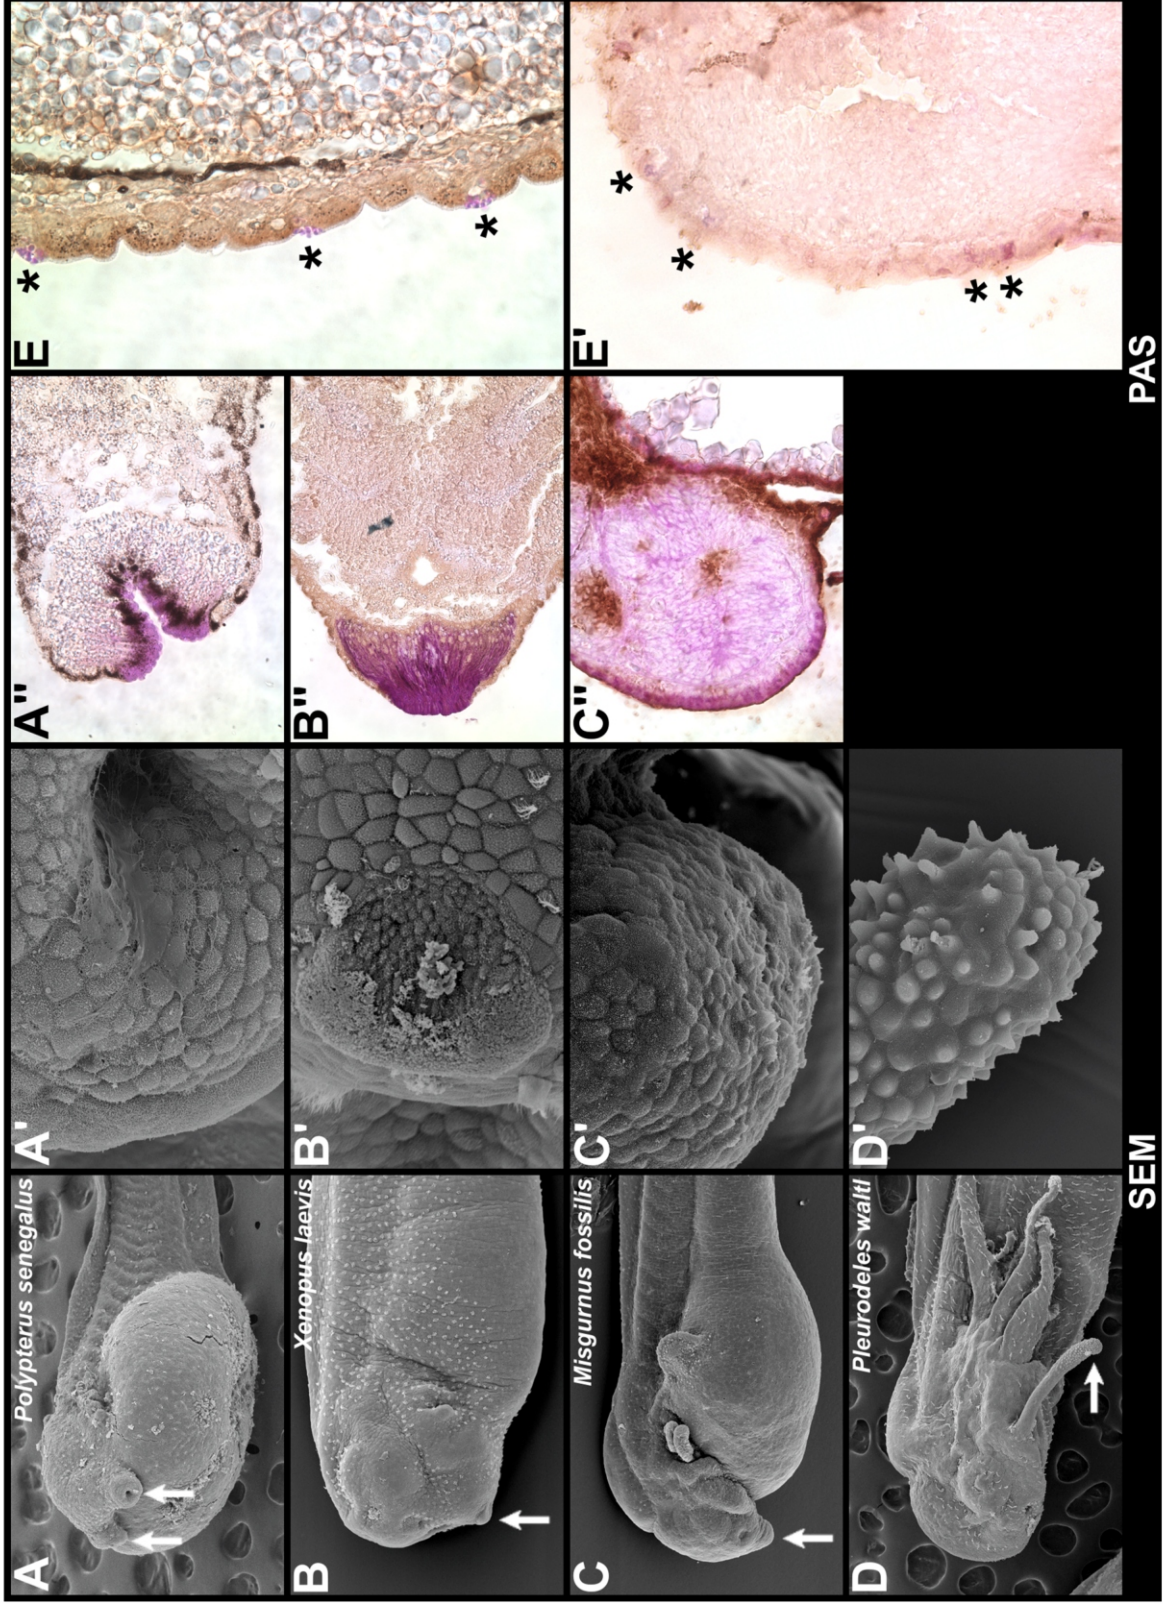 A
Polypterus senegalus
A'
A"
E
*
*
*
B
Xenopus laevis
B'
B"
C
Misgurnus fossilis
C'
C"
E'
*
*
*
*
D
Pleurodeles waltl
D'
SEM
PAS